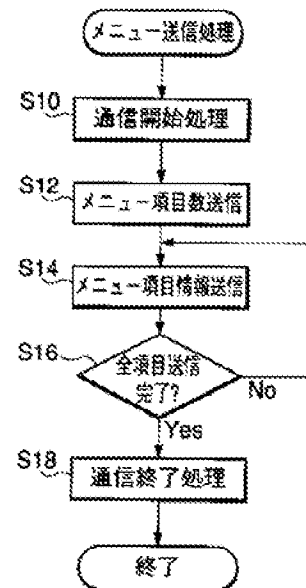 メニュー送信処理
S10
通信開始処理
S12
メニュー項目数送信
S14
メニュー項目情報送信
S16
全項目送信
完了?
No
Yes
S18
通信終了処理
終了